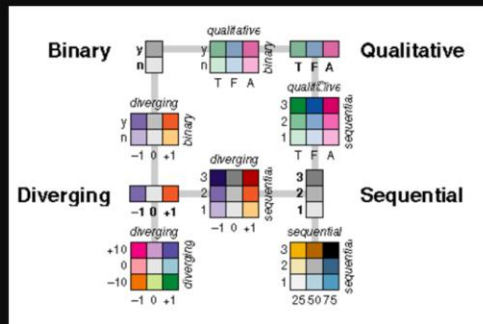 qualitative
Binary
y
n
y
n
binary
Qualitative
T F A
T F A
diverging
y
n
binary
−1 0 +1
qualitative
3
2
1
sequential
T F A
Diverging
−1 0 +1
diverging
3
2
1
sequential
−1 0 +1
3
2
1
Sequential
diverging
+10
0
−10
diverging
−1 0 +1
sequential
3
2
1
sequential
25 50 75